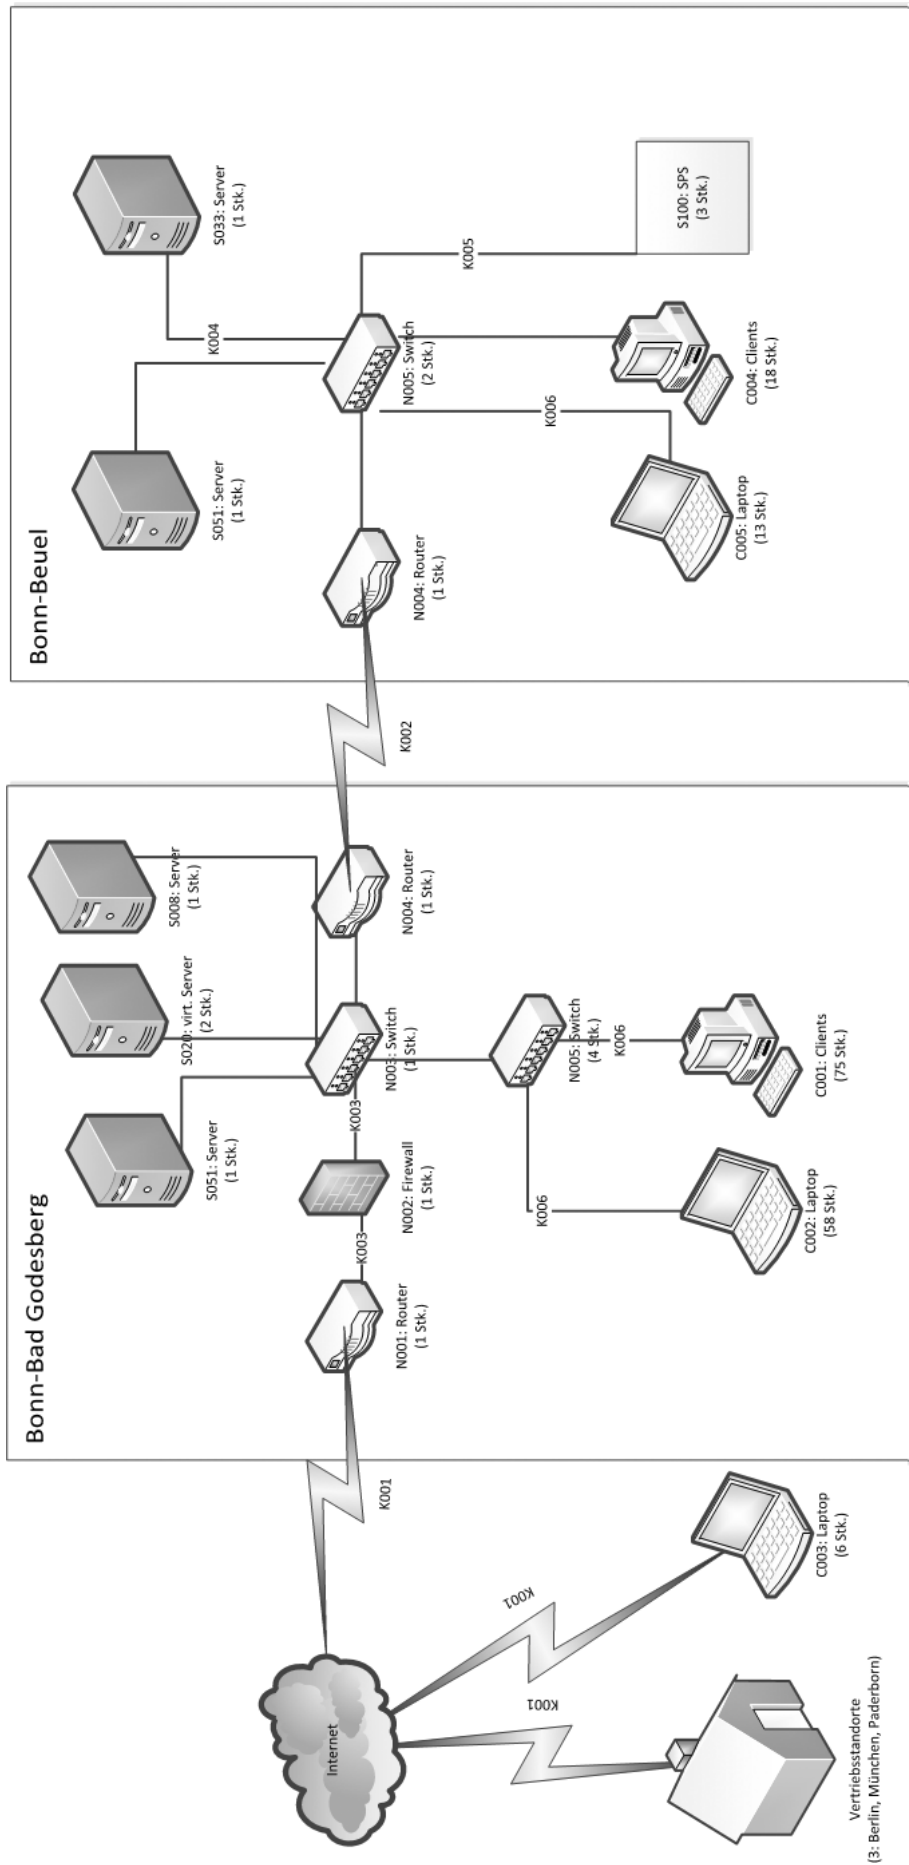 Bonn-Bad Godesberg
Bonn-Beuel
S051: Server
(1 Stk.)
S020: virt. Server
(2 Stk.)
S008: Server
(1 Stk.)
S051: Server
(1 Stk.)
S033: Server
(1 Stk.)
K004
Internet
K001
N001: Router
(1 Stk.)
K003
N002: Firewall
(1 Stk.)
K003
N003: Switch
(1 Stk.)
N004: Router
(1 Stk.)
K002
N004: Router
(1 Stk.)
N005: Switch
(2 Stk.)
K005
K001
K001
K006
N005: Switch
(4 Stk.)
K006
K006
S100: SPS
(3 Stk.)
Vertriebsstandorte
(3: Berlin, München, Paderborn)
C003: Laptop
(6 Stk.)
C002: Laptop
(58 Stk.)
C001: Clients
(75 Stk.)
C005: Laptop
(13 Stk.)
C004: Clients
(18 Stk.)